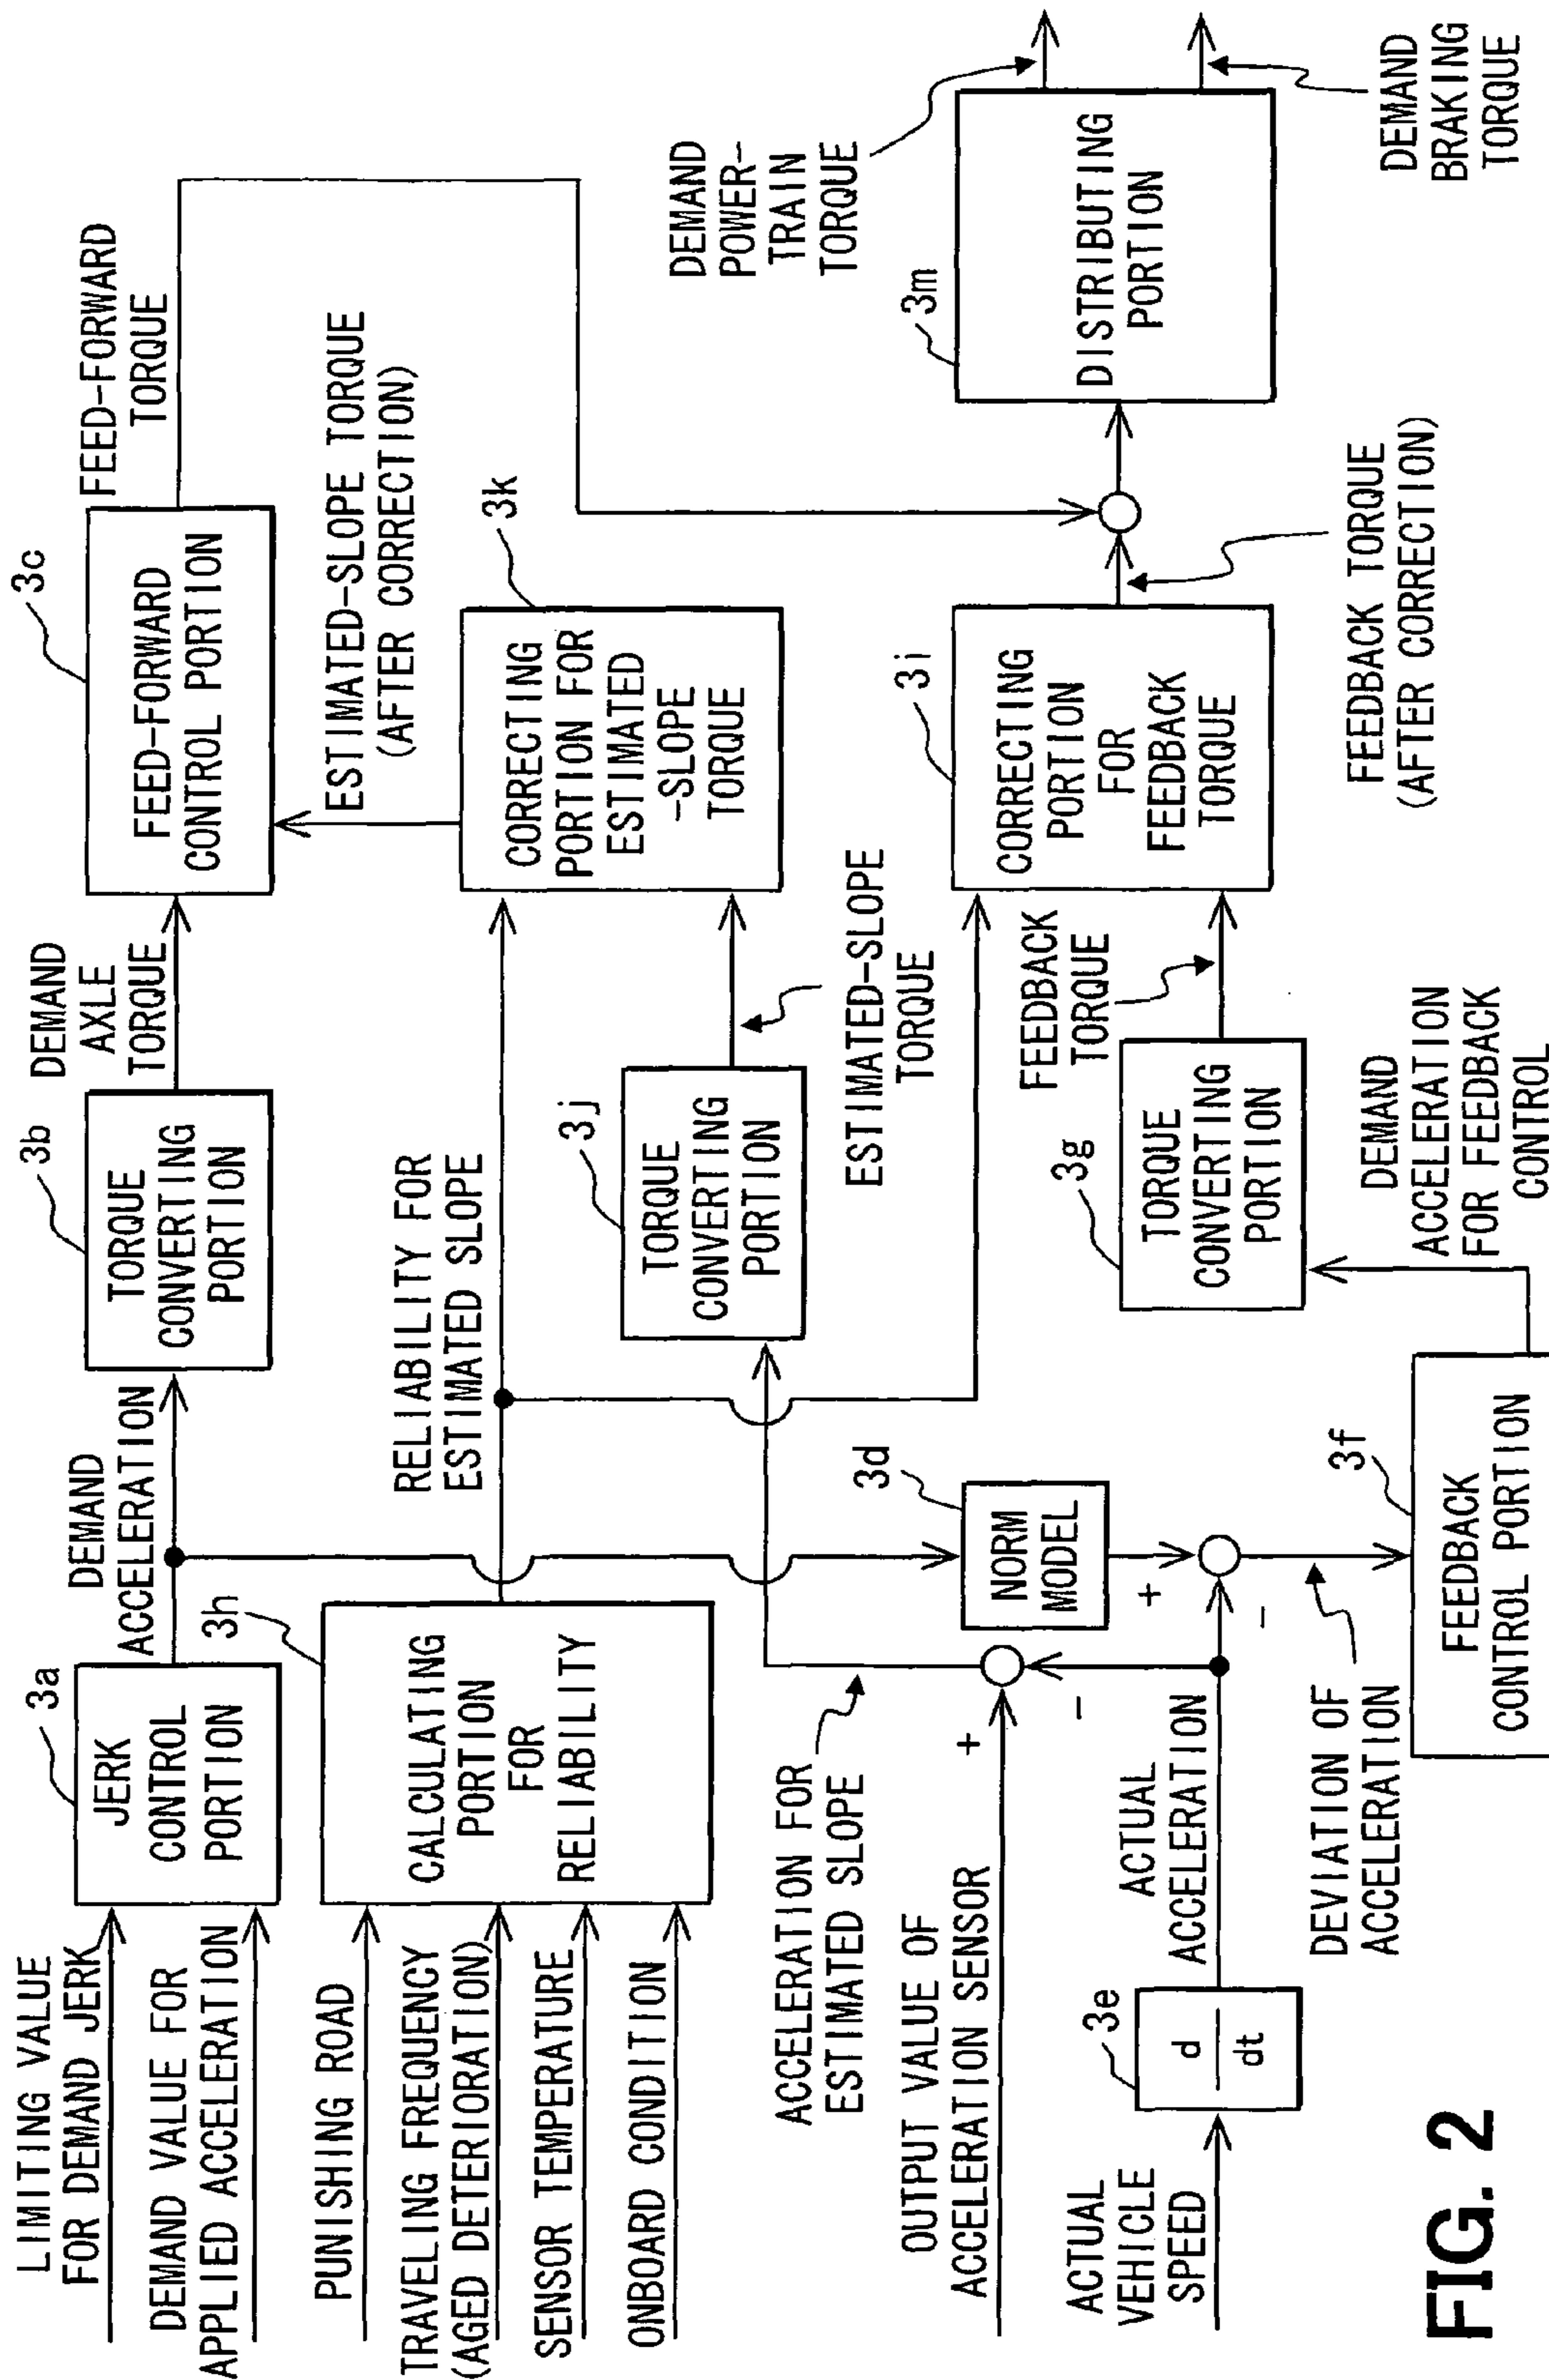 LIMITING VALUE
FOR DEMAND JERK
DEMAND VALUE FOR
APPLIED ACCELERATION
3a
JERK
CONTROL
PORTION
DEMAND
ACCELERATION
3b
TORQUE
CONVERTING
PORTION
DEMAND
AXLE
TORQUE
3c
FEED-FORWARD
CONTROL PORTION
FEED-FORWARD
TORQUE
PUNISHING ROAD
TRAVELING FREQUENCY
(AGED DETERIORATION)
SENSOR TEMPERATURE
ONBOARD CONDITION
3h
CALCULATING
PORTION
FOR
RELIABILITY
RELIABILITY FOR
ESTIMATED SLOPE
3j
TORQUE
CONVERTING
PORTION
ESTIMATED-SLOPE
TORQUE
3k
CORRECTING
PORTION FOR
ESTIMATED
-SLOPE
TORQUE
ESTIMATED-SLOPE TORQUE
(AFTER CORRECTION)
ACCELERATION FOR
ESTIMATED SLOPE
OUTPUT VALUE OF
ACCELERATION SENSOR
+
-
3d
NORM
MODEL
+
-
ACTUAL
VEHICLE
SPEED
3e
d
dt
ACTUAL
ACCELERATION
DEVIATION OF
ACCELERATION
3f
FEEDBACK
CONTROL PORTION
DEMAND
ACCELERATION
FOR FEEDBACK
CONTROL
3g
TORQUE
CONVERTING
PORTION
FEEDBACK
TORQUE
3i
CORRECTING
PORTION
FOR
FEEDBACK
TORQUE
FEEDBACK TORQUE
(AFTER CORRECTION)
3m
DISTRIBUTING
PORTION
DEMAND
POWER-
TRAIN
TORQUE
DEMAND
BRAKING
TORQUE
FIG. 2